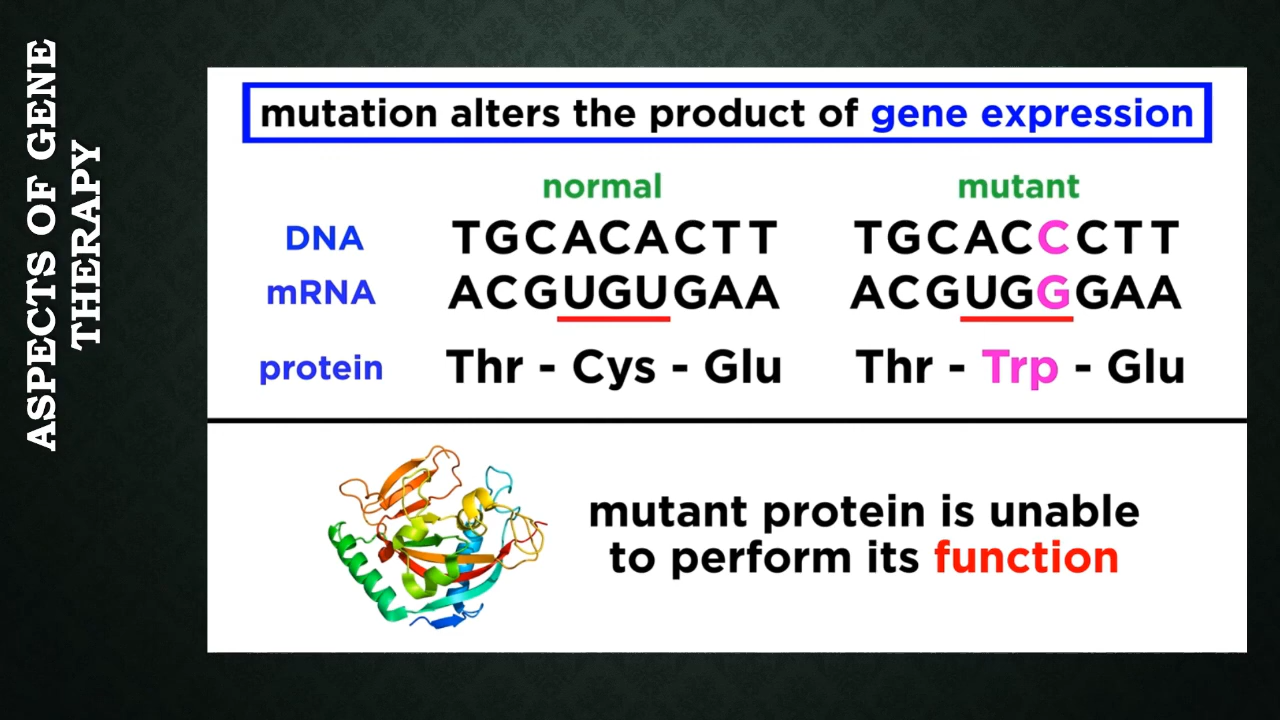 ASPECTS OF GENE
THERAPY
mutation alters the product of gene expression
normal mutant
DNA TGCACACTT TGCACCCTT
mRNA ACGUGUGAA ACGUGGGAA
protein Thr - Cys - Glu Thr - Trp - Glu
mutant protein is unable
to perform its function